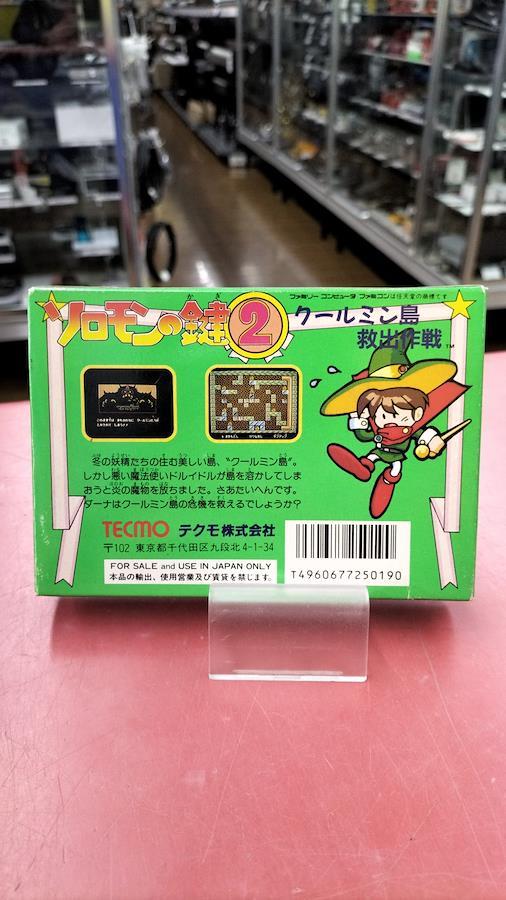 ファミリーコンピュータ ファミコンは任天堂の商標です
ソロモンの鍵2
クールミン島
救出作戦™
冬の妖精たちの住む美しい島、“クールミン島”。
しかし悪い魔法使いドルイドルが島を溶かしてしま
おうと炎の魔物を放ちました。さあたいへんです。
ダーナはクールミン島の危機を救えるでしょうか？
TECMO テクモ株式会社
〒102 東京都千代田区九段北4-1-34
FOR SALE and USE IN JAPAN ONLY
本品の輸出、使用営業及び賃貸を禁じます。
T4960677250190